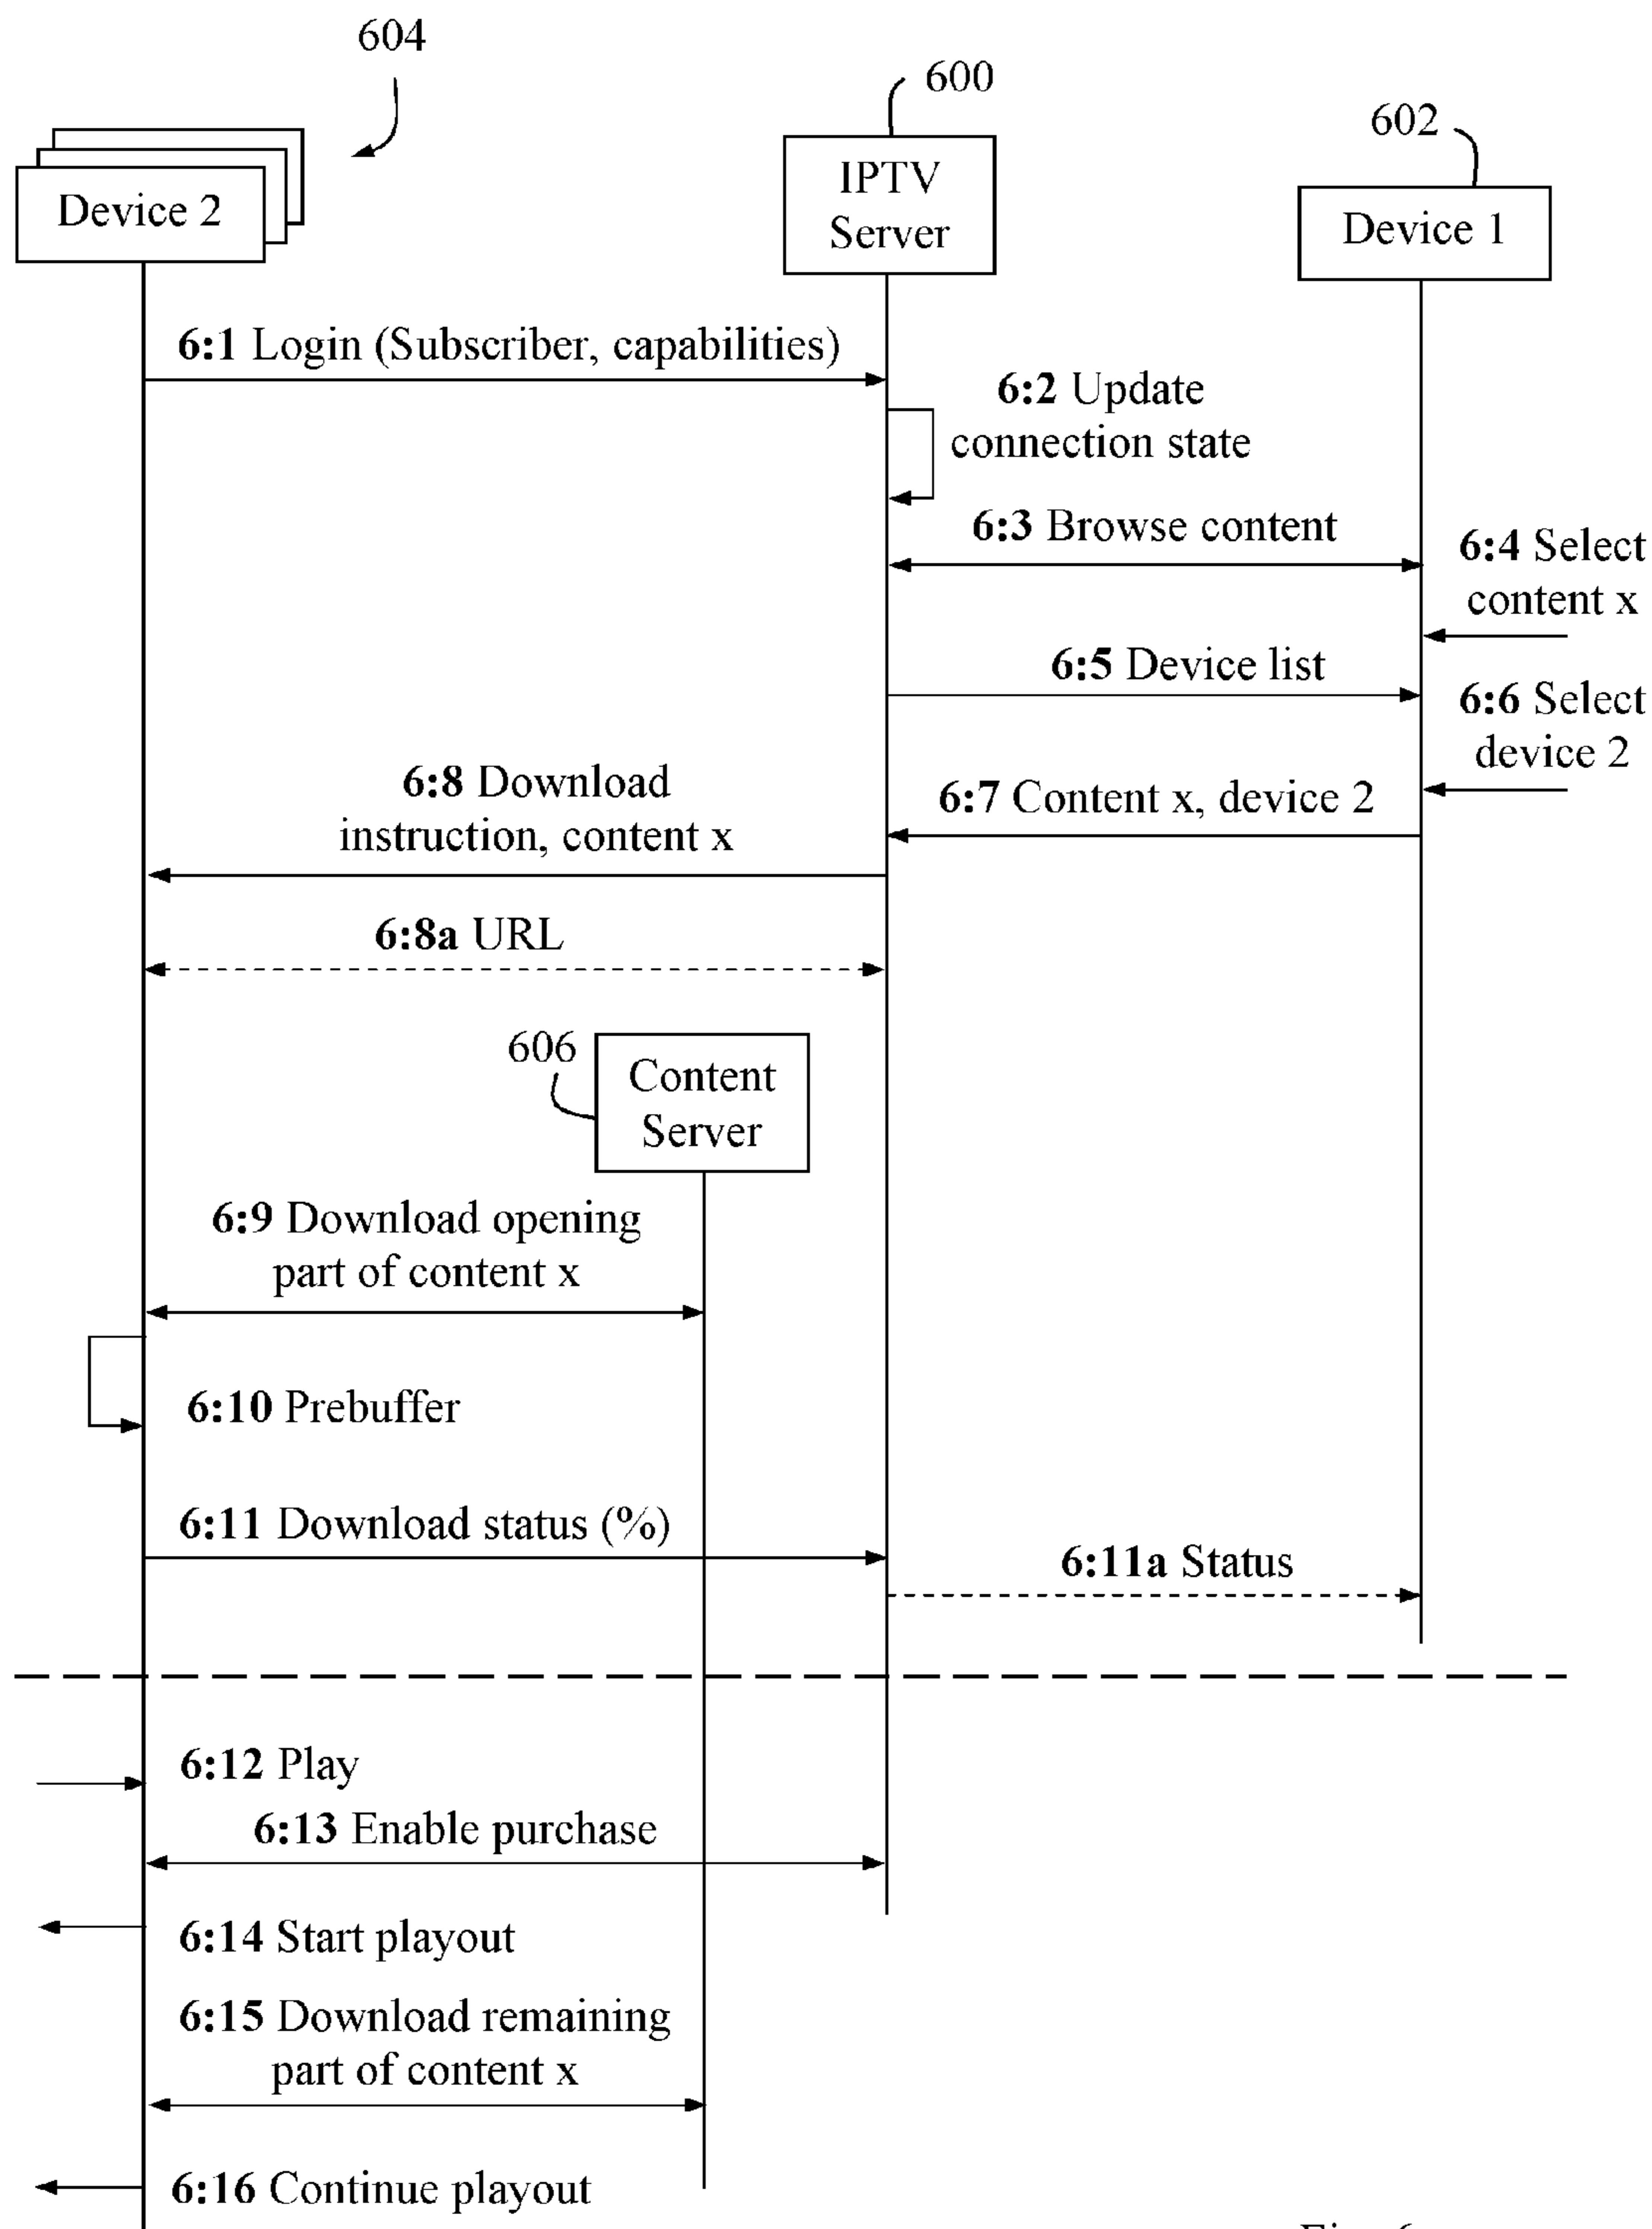 604
600
602
Device 2
IPTV
Server
Device 1
6:1 Login (Subscriber, capabilities)
6:2 Update
connection state
6:3 Browse content
6:4 Select
content x
6:5 Device list
6:6 Select
device 2
6:7 Content x, device 2
6:8 Download
instruction, content x
6:8a URL
606
Content
Server
6:9 Download opening
part of content x
6:10 Prebuffer
6:11 Download status (%)
6:11a Status
6:12 Play
6:13 Enable purchase
6:14 Start playout
6:15 Download remaining
part of content x
6:16 Continue playout